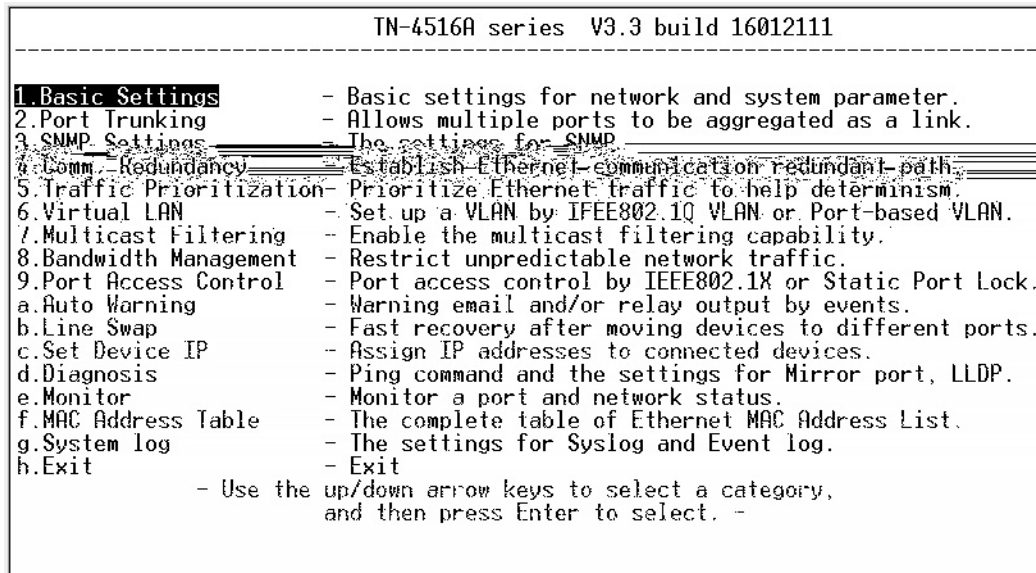 TN-4516A series V3.3 build 16012111
1.Basic Settings - Basic settings for network and system parameter.
2.Port Trunking - Allows multiple ports to be aggregated as a link.
3.SNMP Settings - The settings for SNMP.
4.Comm. Redundancy - Establish Ethernet communication redundant path.
5.Traffic Prioritization- Prioritize Ethernet traffic to help determinism.
6.Virtual LAN - Set up a VLAN by IEEE802.1Q VLAN or Port-based VLAN.
7.Multicast Filtering - Enable the multicast filtering capability.
8.Bandwidth Management - Restrict unpredictable network traffic.
9.Port Access Control - Port access control by IEEE802.1X or Static Port Lock.
a.Auto Warning - Warning email and/or relay output by events.
b.Line Swap - Fast recovery after moving devices to different ports.
c.Set Device IP - Assign IP addresses to connected devices.
d.Diagnosis - Ping command and the settings for Mirror port, LLDP.
e.Monitor - Monitor a port and network status.
f.MAC Address Table - The complete table of Ethernet MAC Address List.
g.System log - The settings for Syslog and Event log.
h.Exit - Exit
- Use the up/down arrow keys to select a category,
and then press Enter to select. -